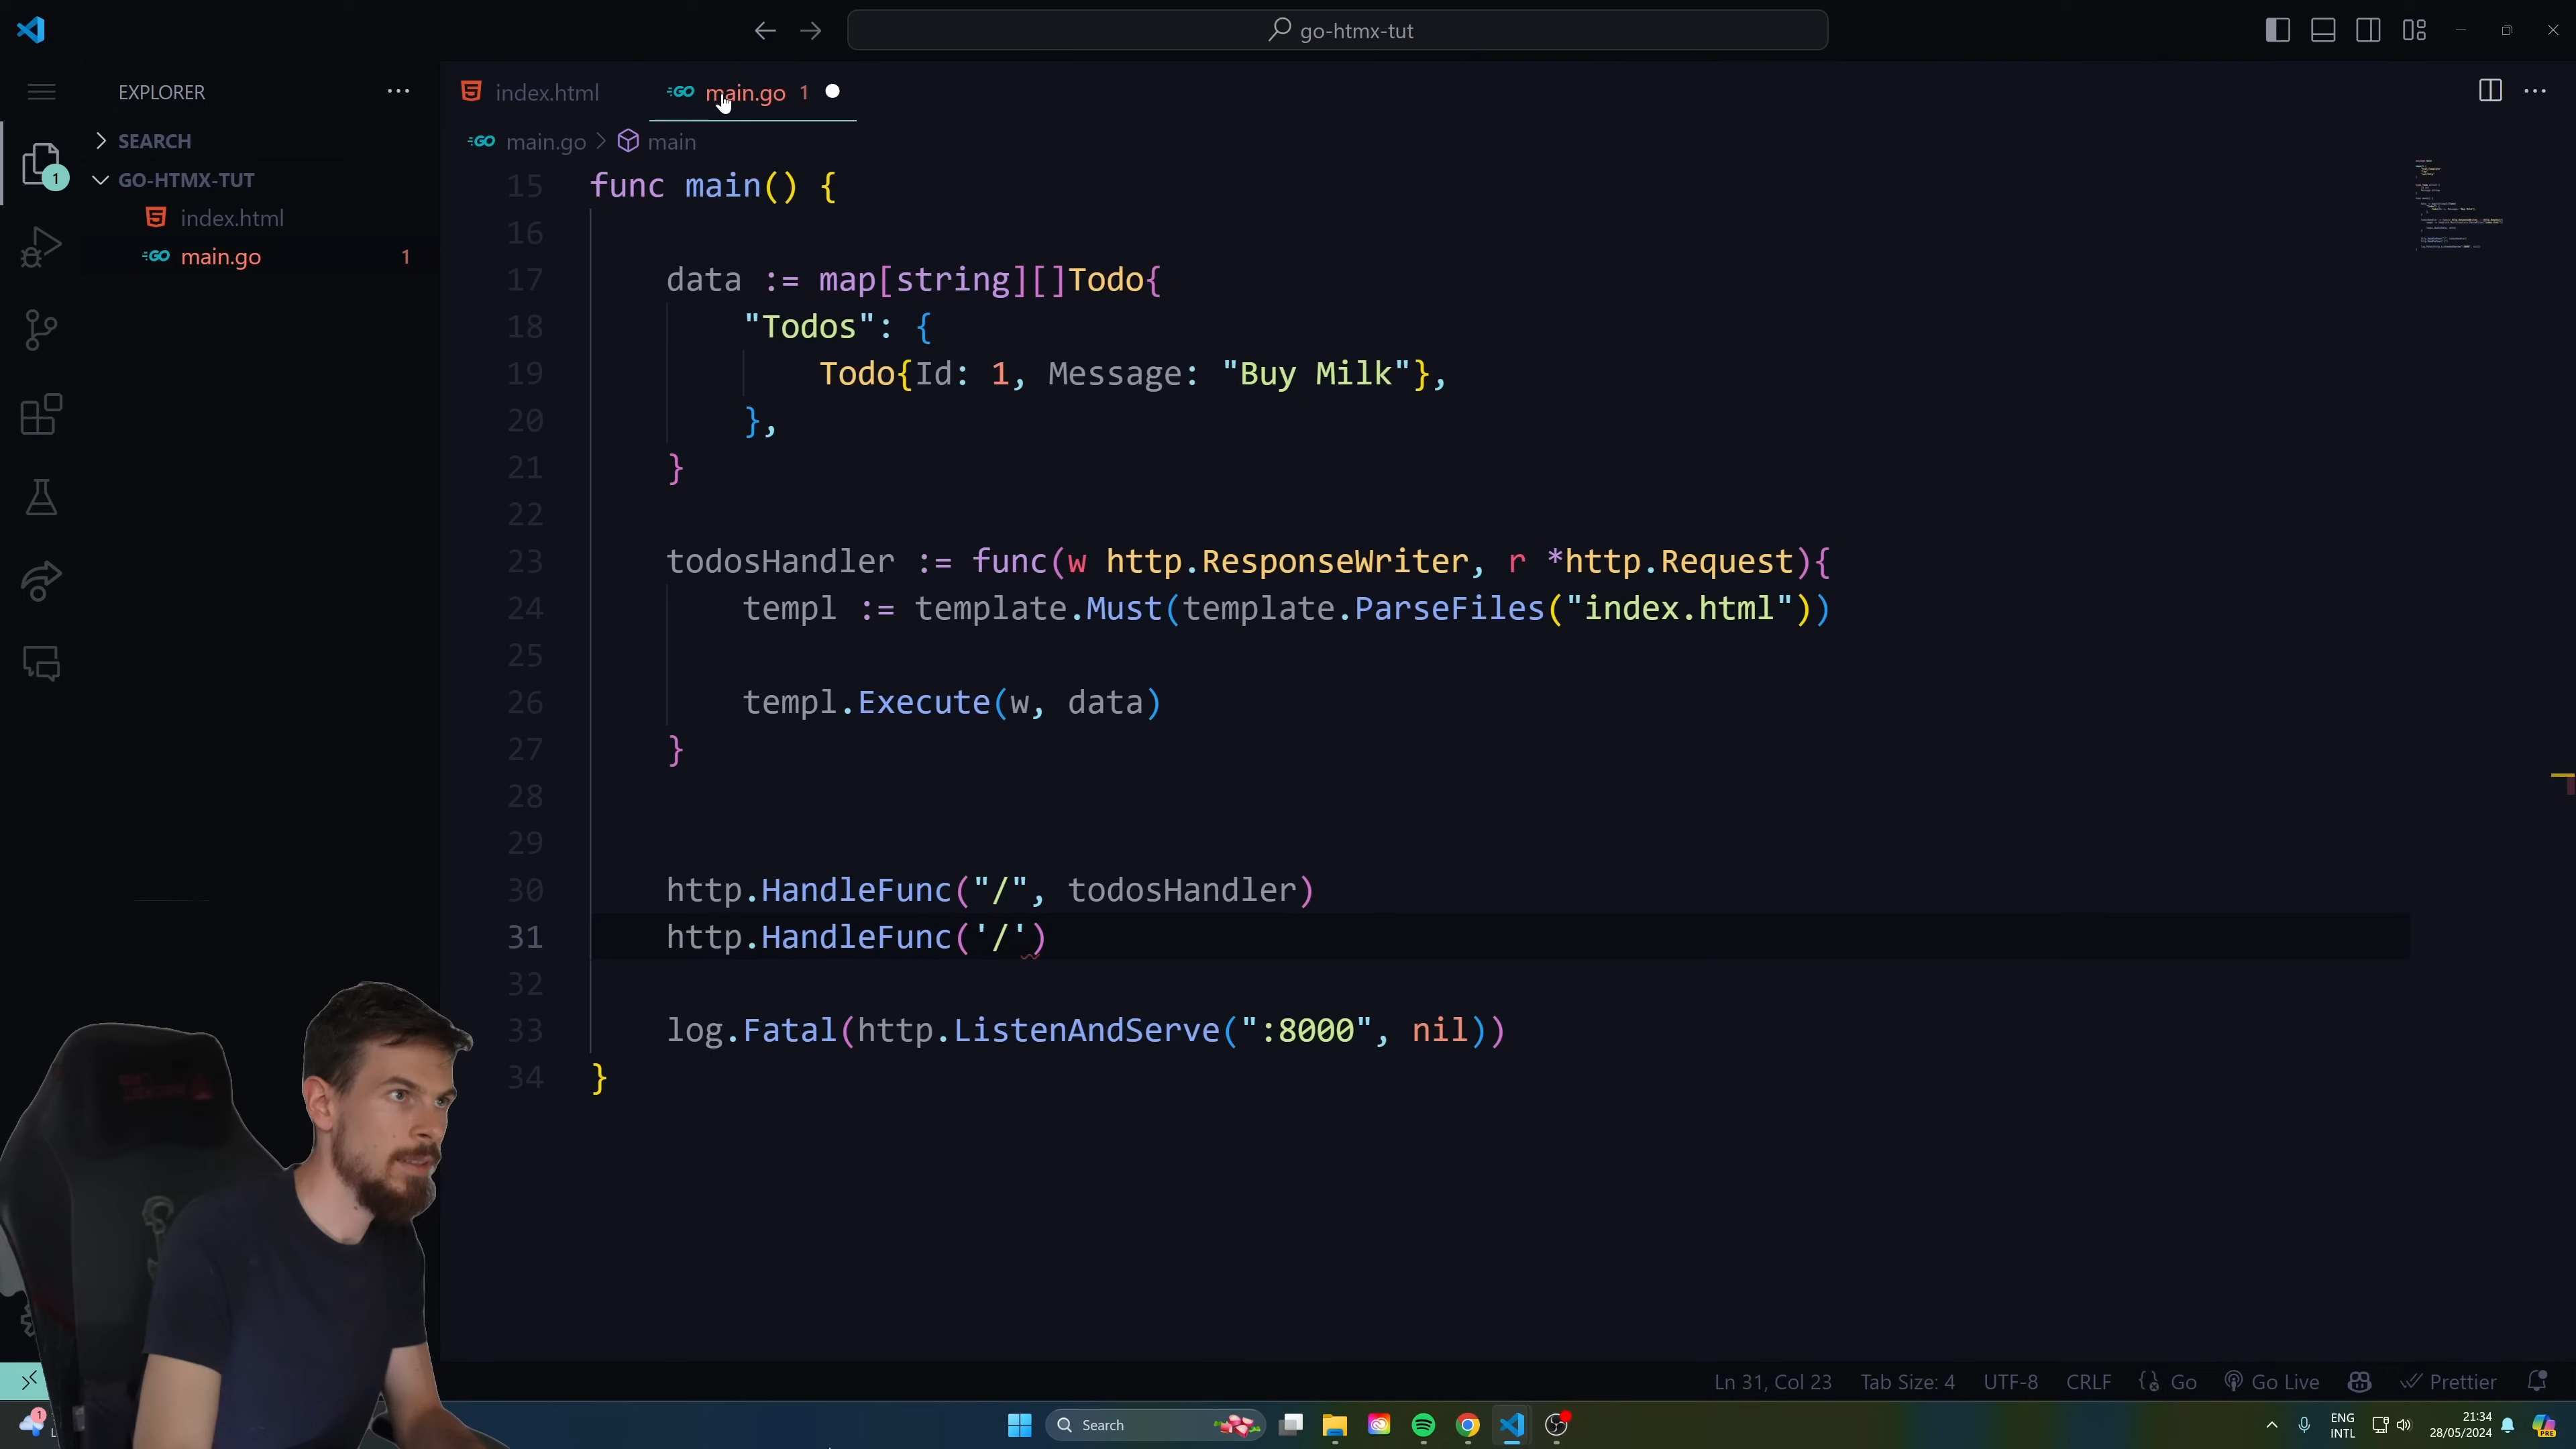 go-htmx-tut
EXPLORER
SEARCH
GO-HTMX-TUT
index.html
main.go 1
1
index.html
main.go 1
main.go > main
15 func main() {
16
17 data := map[string][]Todo{
18 "Todos": {
19 Todo{Id: 1, Message: "Buy Milk"},
20 },
21 }
22
23 todosHandler := func(w http.ResponseWriter, r *http.Request){
24 templ := template.Must(template.ParseFiles("index.html"))
25
26 templ.Execute(w, data)
27 }
28
29
30 http.HandleFunc("/", todosHandler)
31 http.HandleFunc('/')
32
33 log.Fatal(http.ListenAndServe(":8000", nil))
34 }
Ln 31, Col 23 Tab Size: 4 UTF-8 CRLF Go Go Live Prettier
1
Search
ENG
INTL
21:34
28/05/2024
PRE